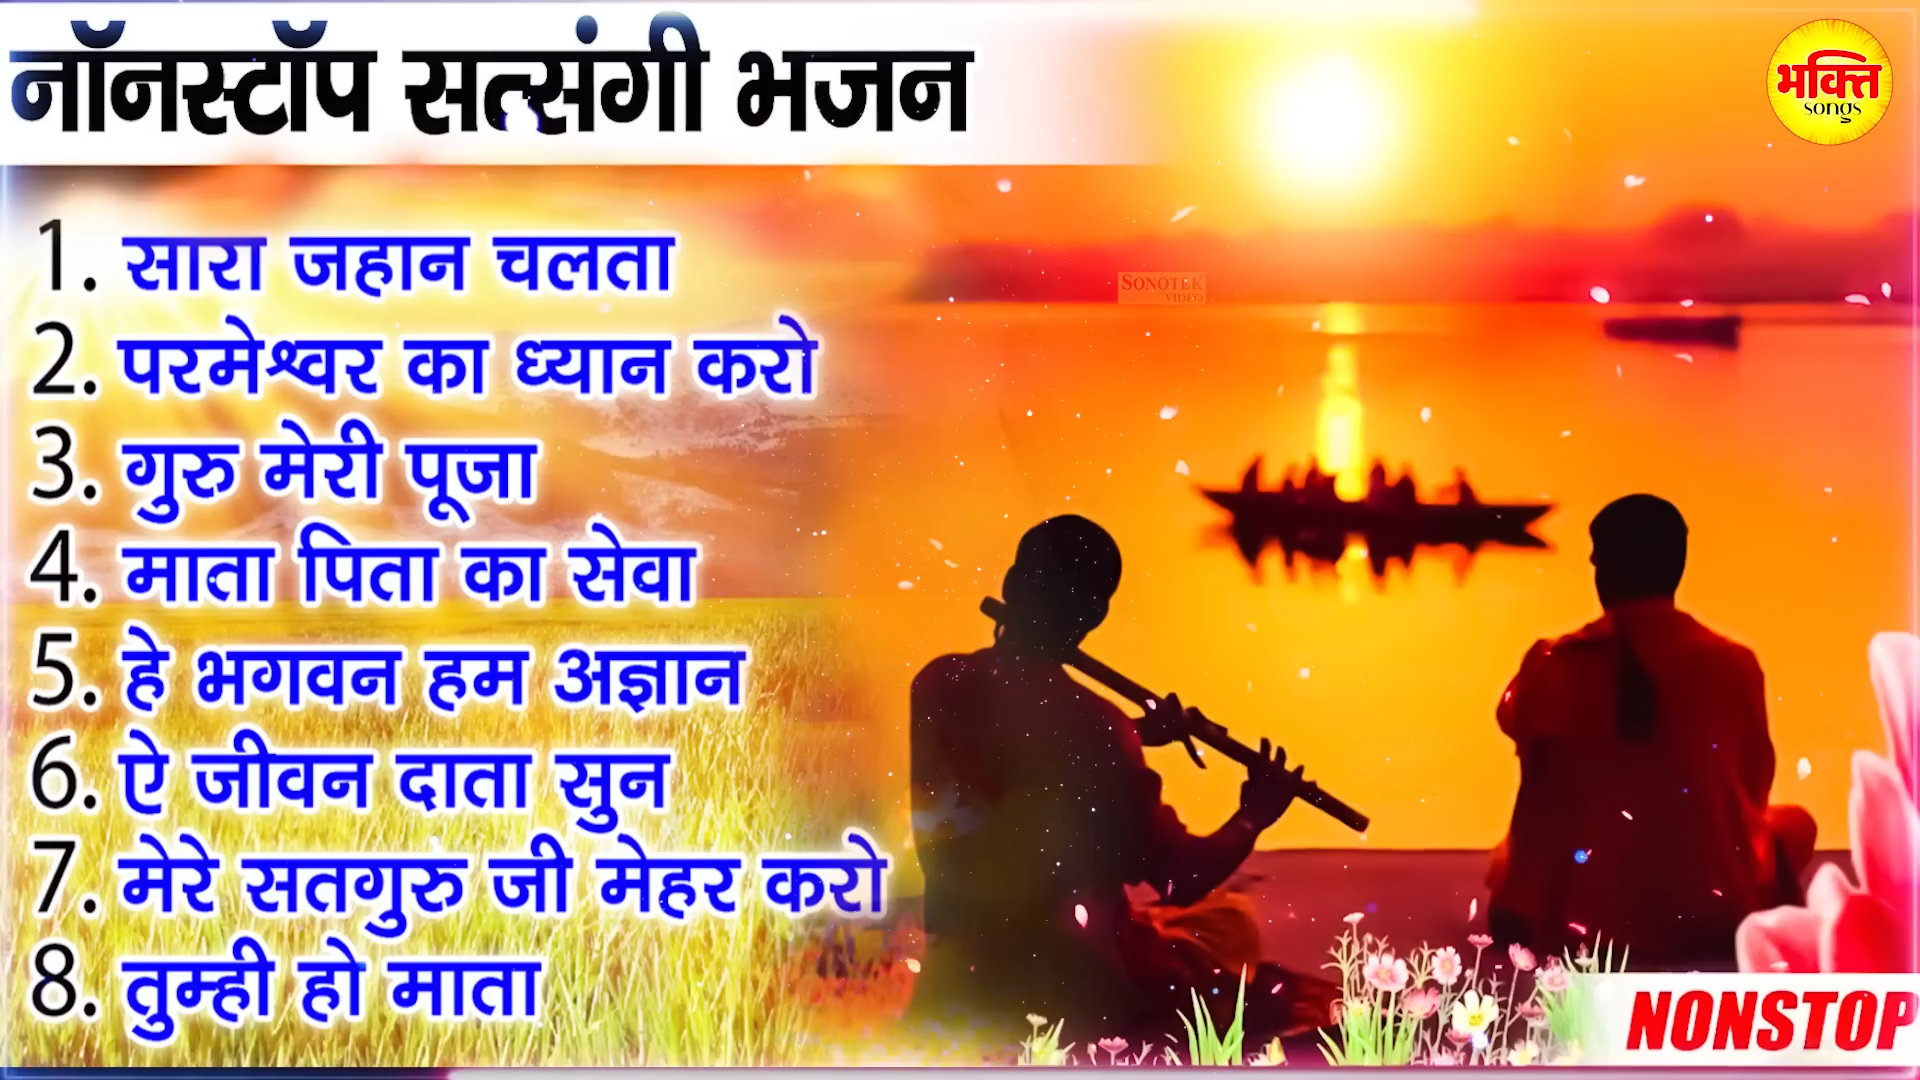 नॉनस्टॉप सत्संगी भजन
भक्ति
songs
SONOTEK
VIDEO
1. सारा जहान चलता
2. परमेश्वर का ध्यान करो
3. गुरु मेरी पूजा
4. माता पिता का सेवा
5. हे भगवन हम अज्ञान
6. ऐ जीवन दाता सुन
7. मेरे सतगुरु जी मेहर करो
8. तुम्ही हो माता
NONSTOP